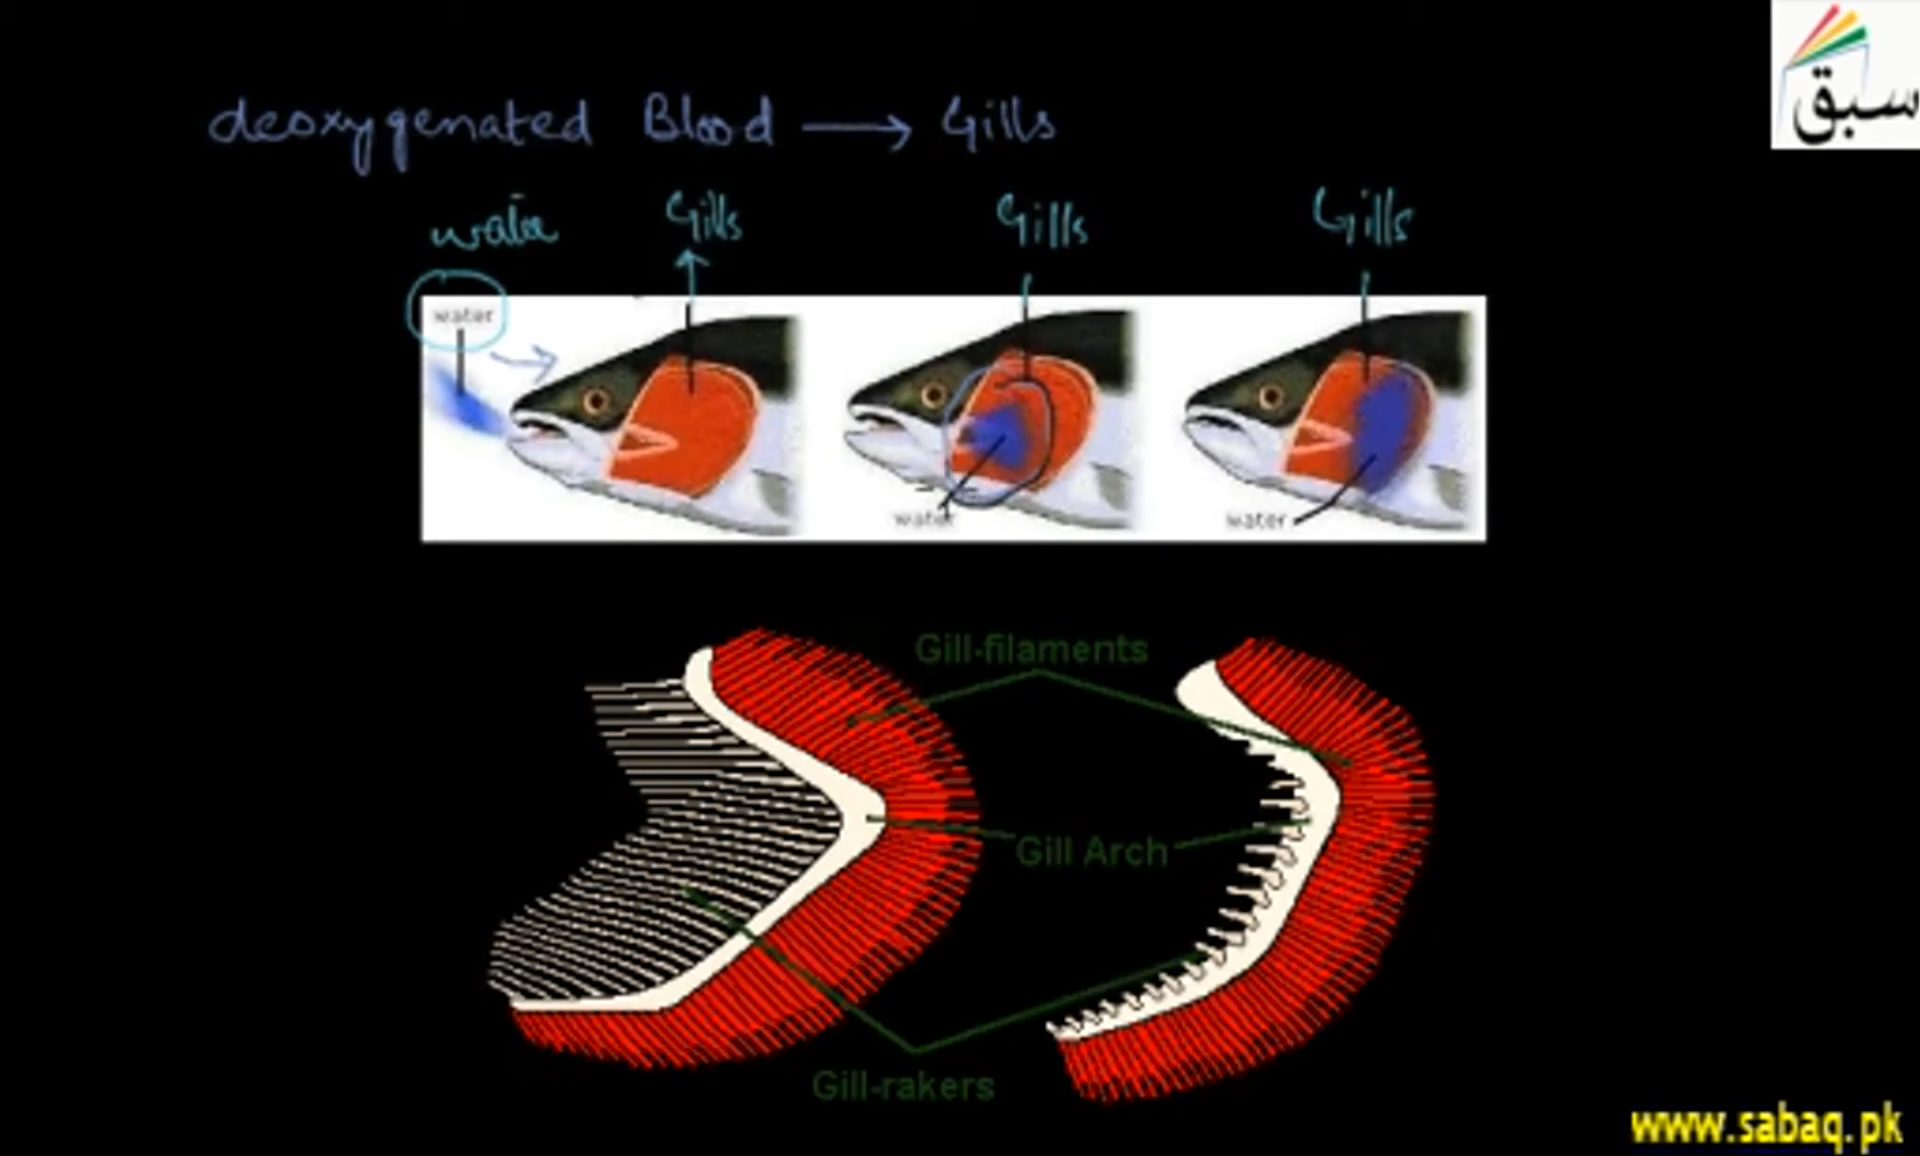 سبق
deoxygenated Blood → Gills
water Gills Gills Gills
water
water water
Gill-filaments
Gill Arch
Gill-rakers
www.sabaq.pk